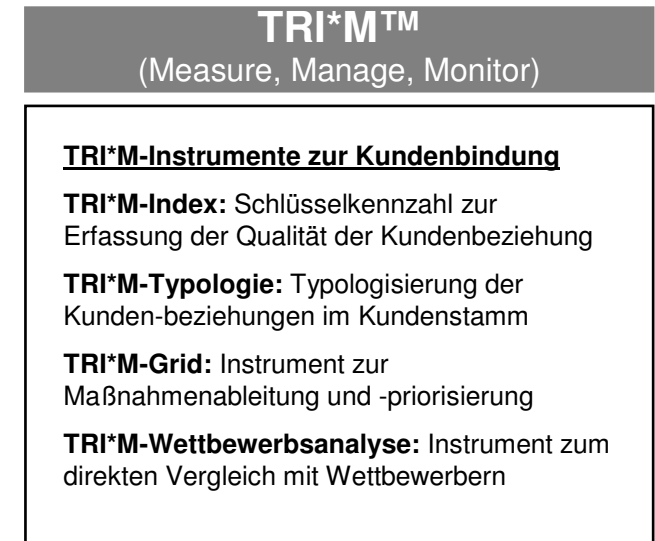 TRI*M™
(Measure, Manage, Monitor)
TRI*M-Instrumente zur Kundenbindung
TRI*M-Index: Schlüsselkennzahl zur
Erfassung der Qualität der Kundenbeziehung
TRI*M-Typologie: Typologisierung der
Kunden-beziehungen im Kundenstamm
TRI*M-Grid: Instrument zur
Maßnahmenableitung und -priorisierung
TRI*M-Wettbewerbsanalyse: Instrument zum
direkten Vergleich mit Wettbewerbern